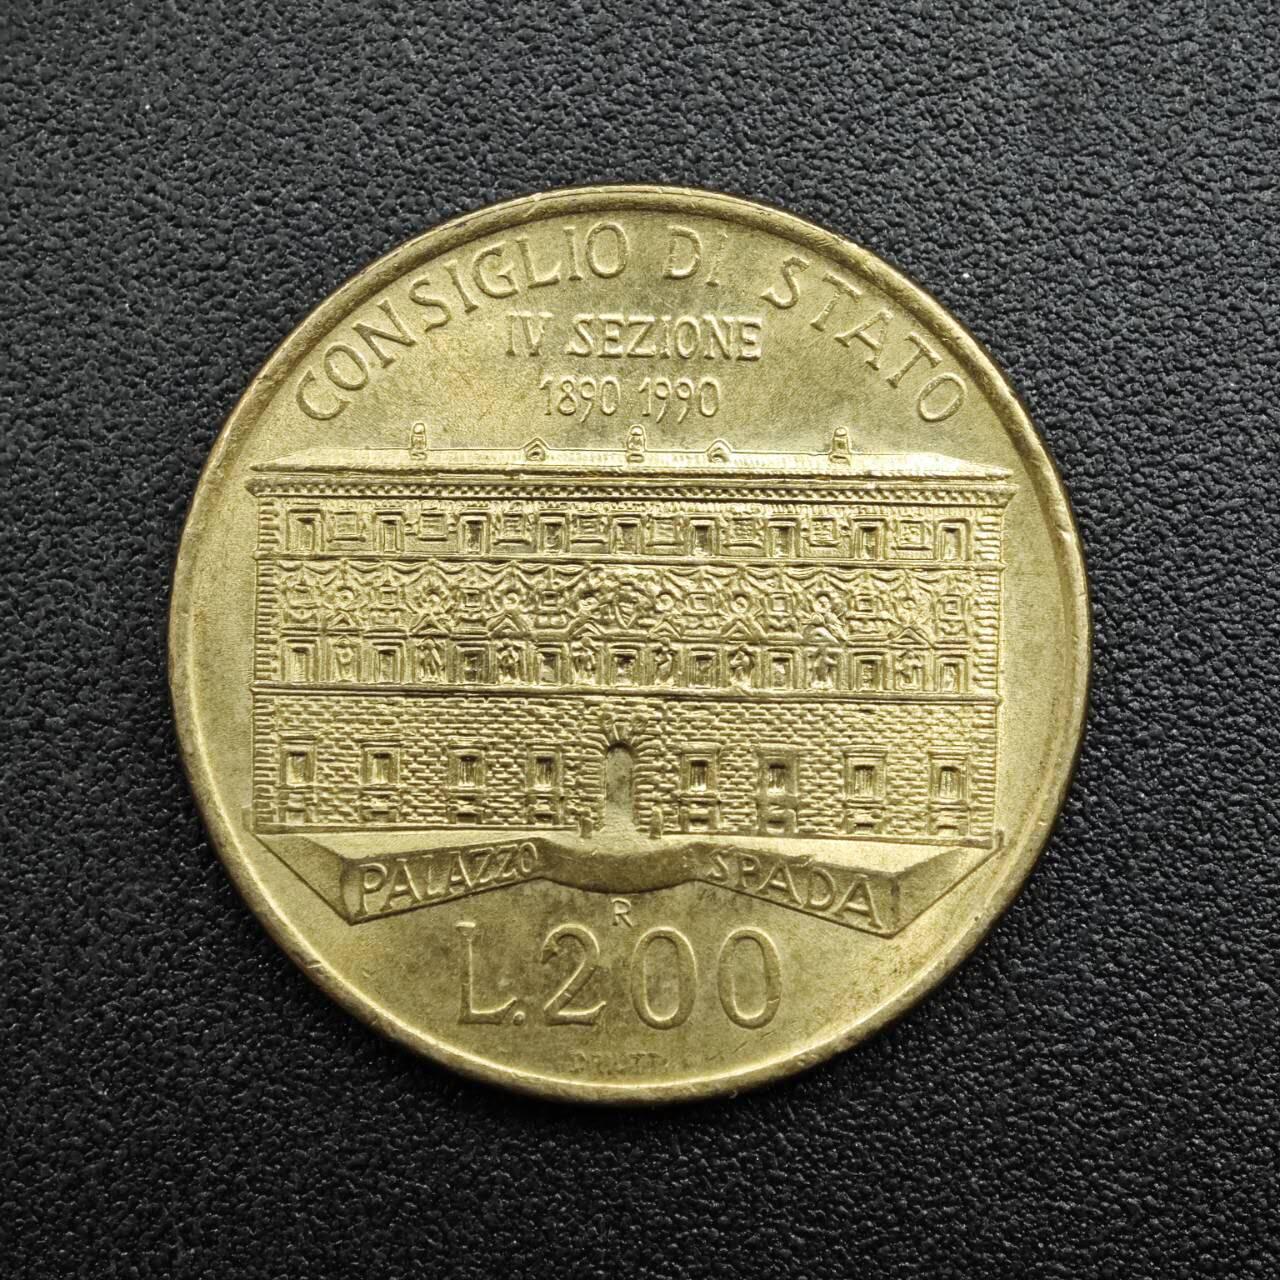 CONSIGLIO DI STATO
IV SEZIONE
1890 1990
PALAZZO SPADA
R
L.200